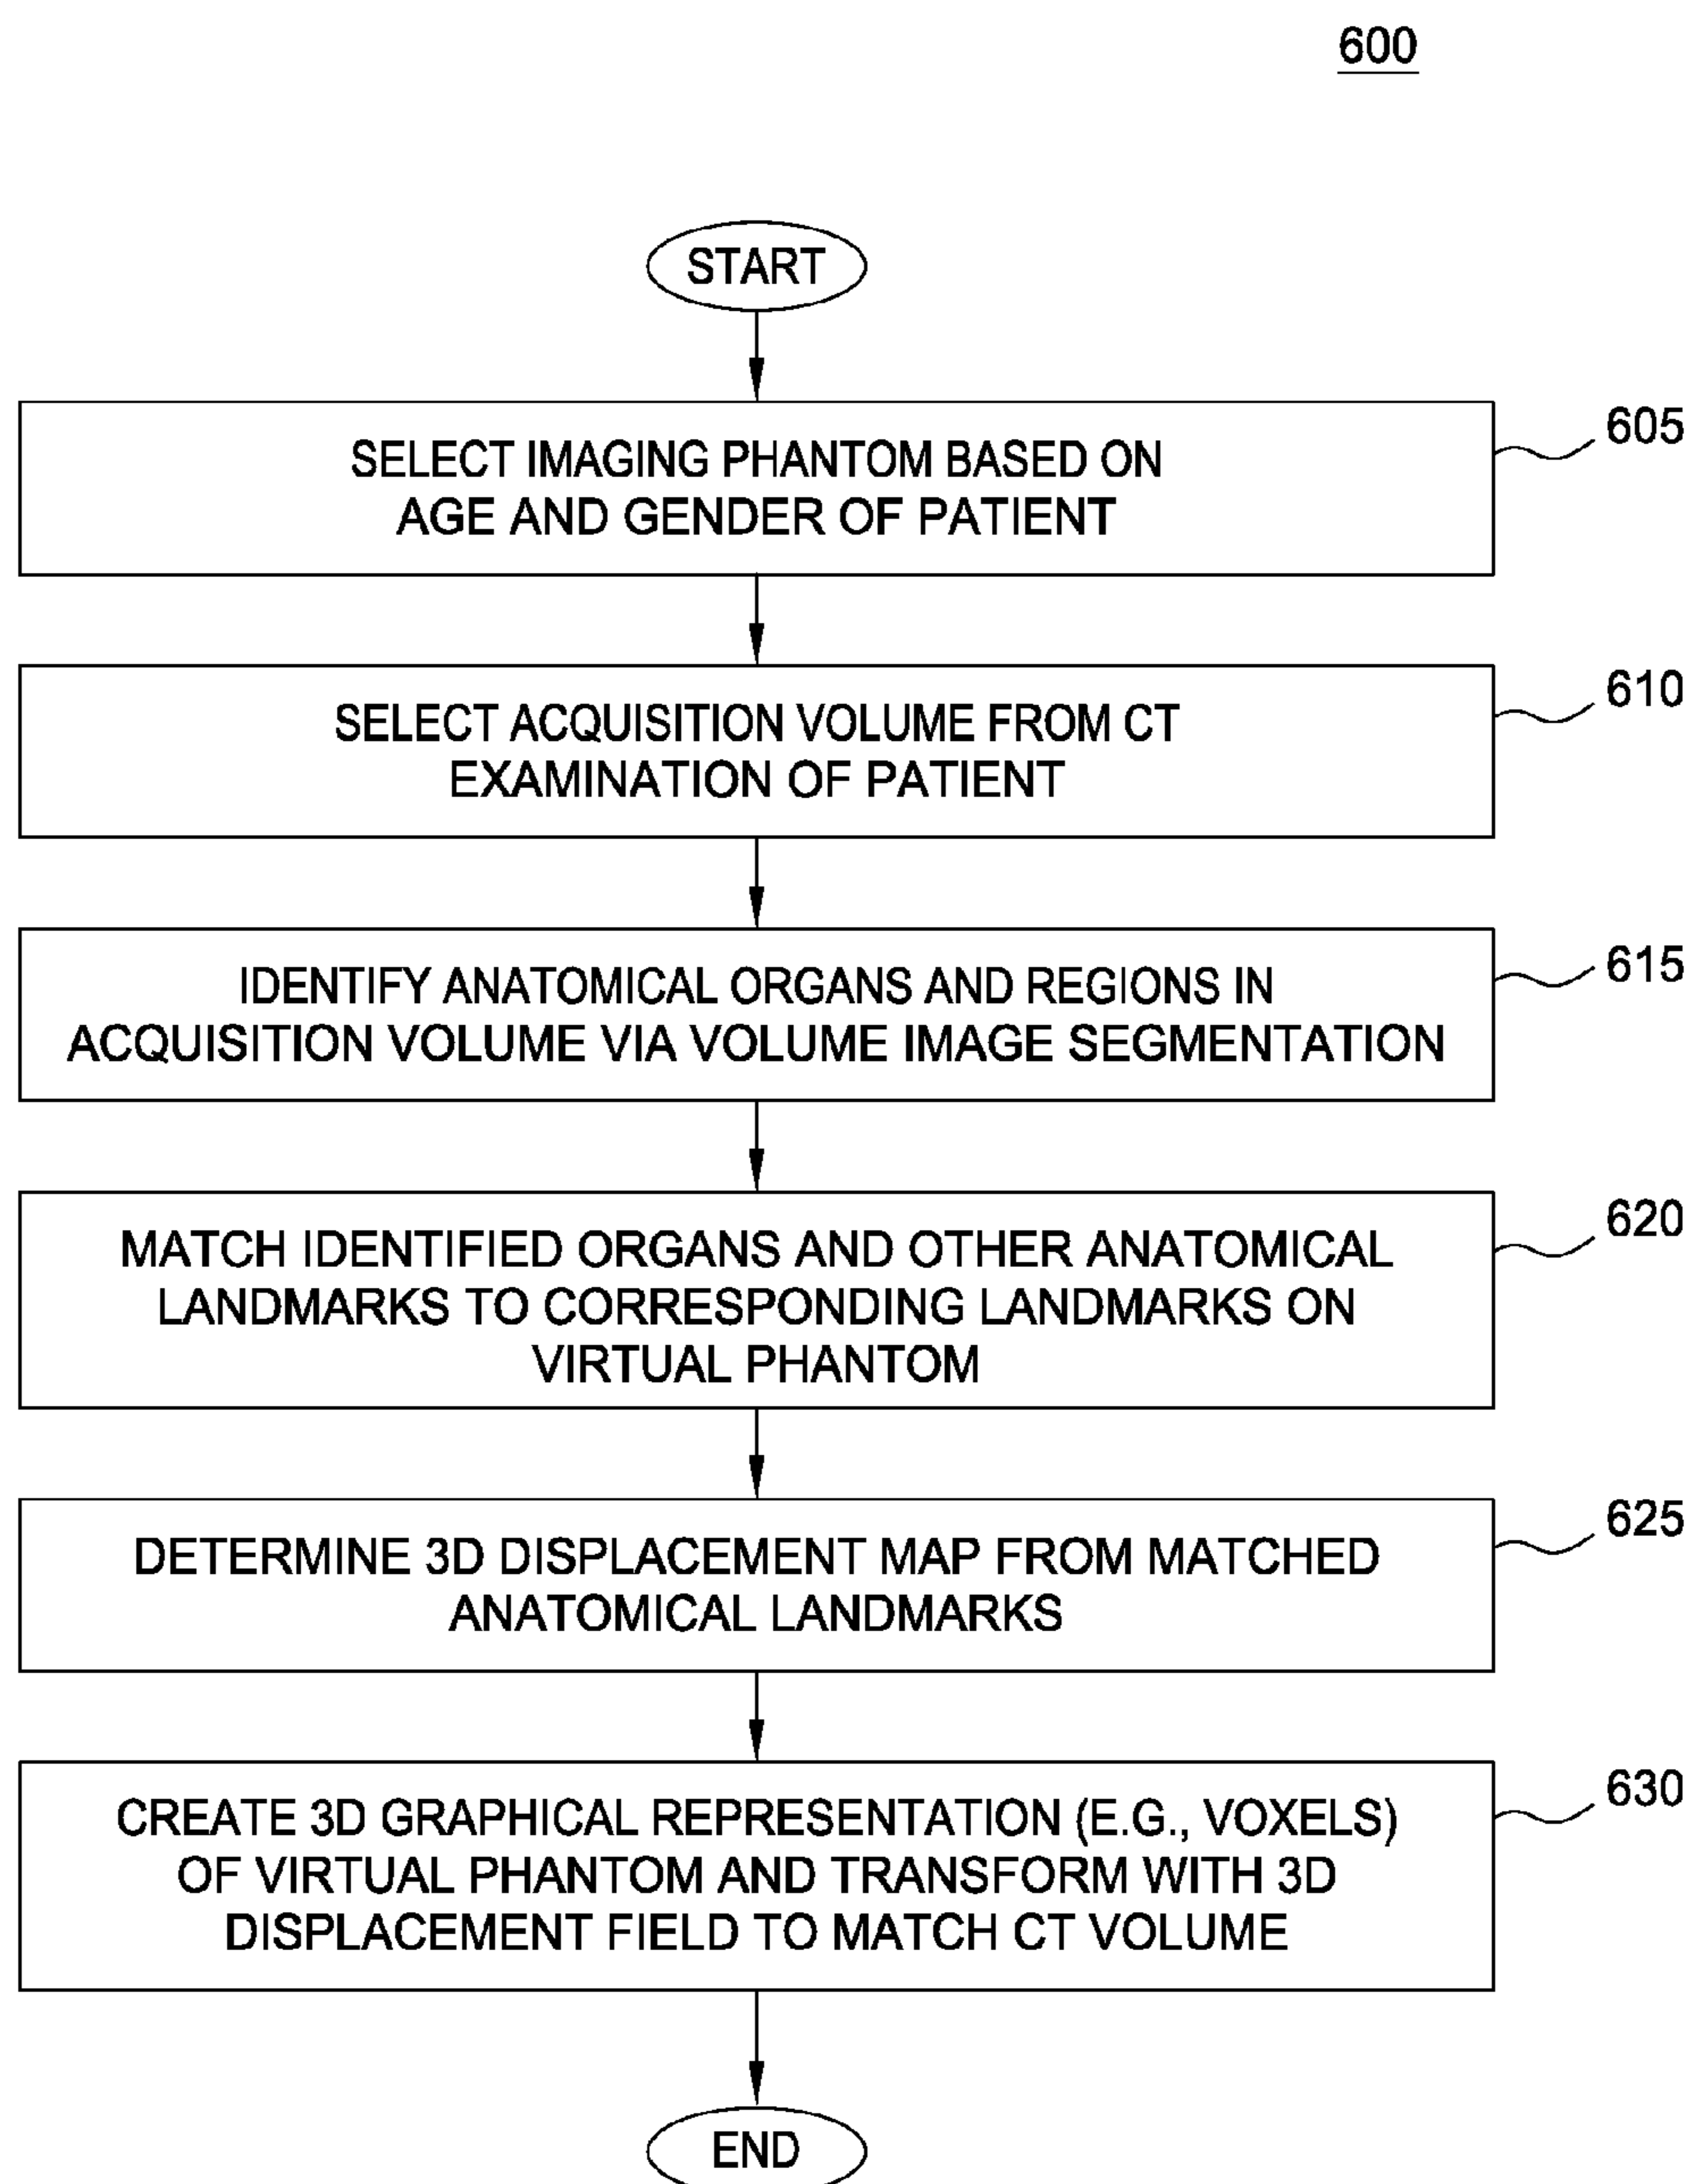 600
START
SELECT IMAGING PHANTOM BASED ON
AGE AND GENDER OF PATIENT
605
SELECT ACQUISITION VOLUME FROM CT
EXAMINATION OF PATIENT
610
IDENTIFY ANATOMICAL ORGANS AND REGIONS IN
ACQUISITION VOLUME VIA VOLUME IMAGE SEGMENTATION
615
MATCH IDENTIFIED ORGANS AND OTHER ANATOMICAL
LANDMARKS TO CORRESPONDING LANDMARKS ON
VIRTUAL PHANTOM
620
DETERMINE 3D DISPLACEMENT MAP FROM MATCHED
ANATOMICAL LANDMARKS
625
CREATE 3D GRAPHICAL REPRESENTATION (E.G., VOXELS)
OF VIRTUAL PHANTOM AND TRANSFORM WITH 3D
DISPLACEMENT FIELD TO MATCH CT VOLUME
630
END